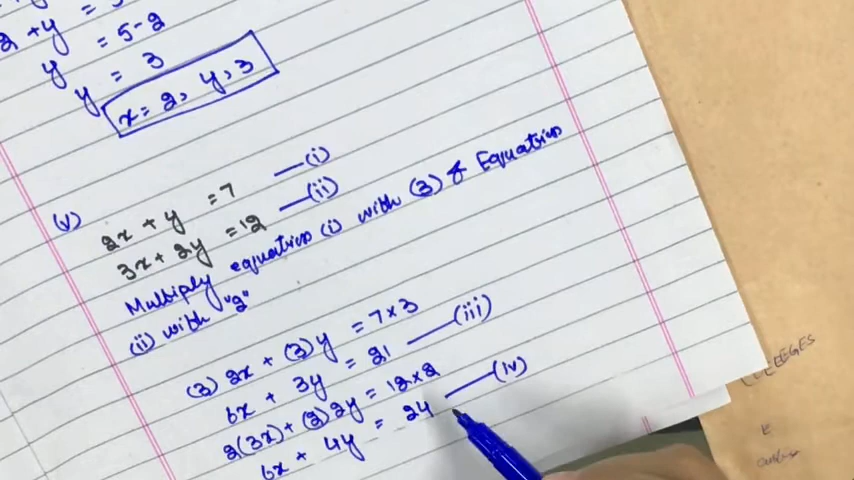 2 + y = 5
y = 5-2
y = 3
x = 2, y, 3
(v) 2x + y = 7 —(i)
3x + 2y = 12 —(ii)
Multiply equation (i) with (3) & Equation
(ii) with "2"
(3) 2x + (3) y = 7 x 3
6x + 3y = 21 —(iii)
2(3x) + (2) 2y = 12 x 2
6x + 4y = 24 —(iv)